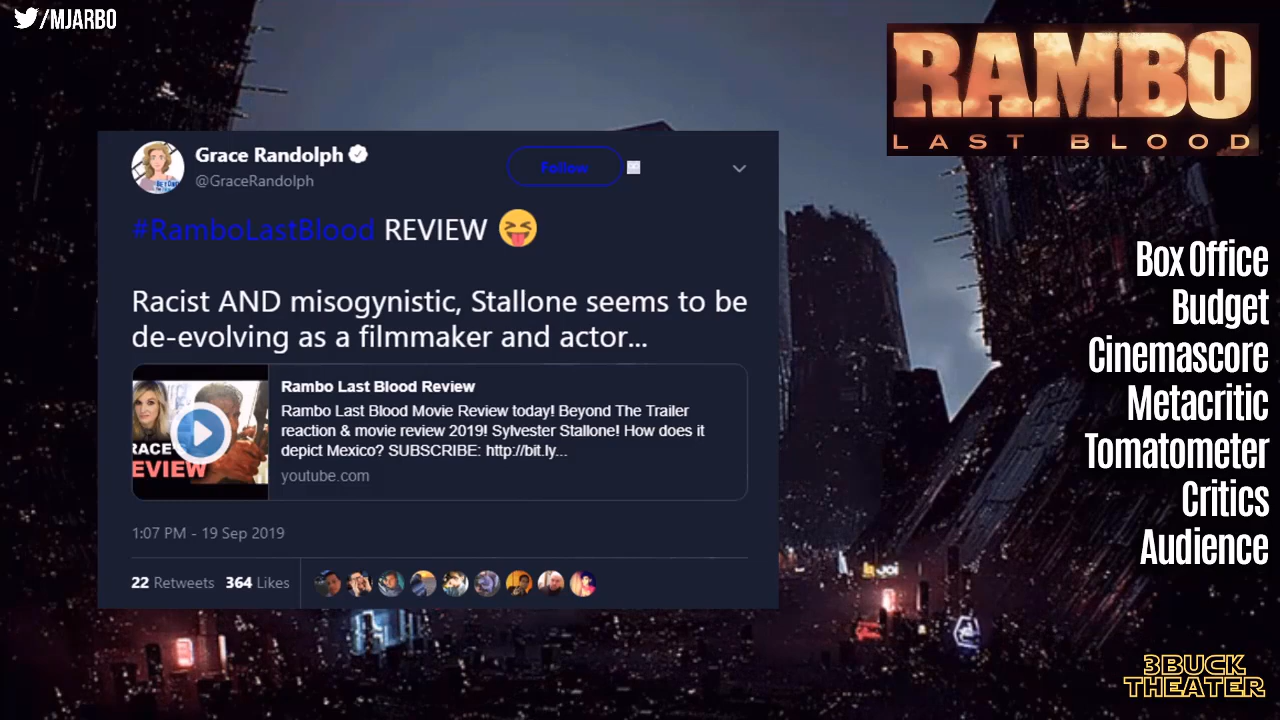 /MJARBO
RAMBO
LAST BLOOD
Grace Randolph
@GraceRandolph
Follow
#RamboLastBlood REVIEW
Racist AND misogynistic, Stallone seems to be
de-evolving as a filmmaker and actor...
RACE
EVIEW
Rambo Last Blood Review
Rambo Last Blood Movie Review today! Beyond The Trailer
reaction & movie review 2019! Sylvester Stallone! How does it
depict Mexico? SUBSCRIBE: http://bit.ly...
youtube.com
1:07 PM - 19 Sep 2019
22 Retweets 364 Likes
Box Office
Budget
Cinemascore
Metacritic
Tomatometer
Critics
Audience
JOI
3BUCK
THEATER